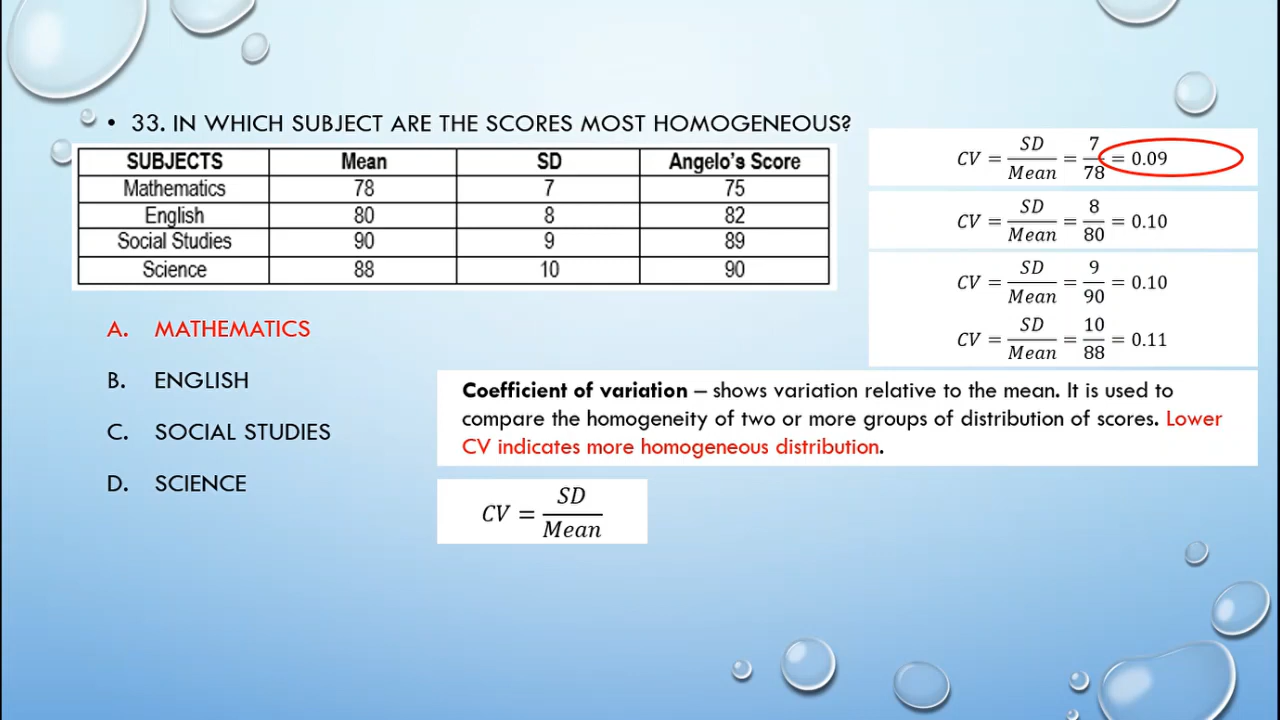 • 33. IN WHICH SUBJECT ARE THE SCORES MOST HOMOGENEOUS?
SUBJECTS Mean SD Angelo's Score
Mathematics 78 7 75
English 80 8 82
Social Studies 90 9 89
Science 88 10 90
A. MATHEMATICS
B. ENGLISH
C. SOCIAL STUDIES
D. SCIENCE
CV = SD/Mean = 7/78 = 0.09
CV = SD/Mean = 8/80 = 0.10
CV = SD/Mean = 9/90 = 0.10
CV = SD/Mean = 10/88 = 0.11
Coefficient of variation – shows variation relative to the mean. It is used to
compare the homogeneity of two or more groups of distribution of scores. Lower
CV indicates more homogeneous distribution.
CV = SD/Mean